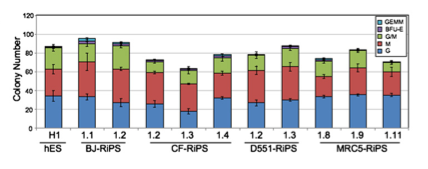 120
100
80
60
40
20
0
Colony Number
GEMM
BFU-E
G/M
M
G
H1 1.1 1.2 1.2 1.3 1.4 1.2 1.3 1.8 1.9 1.11
hES BJ-RiPS CF-RiPS D551-RiPS MRC5-RiPS